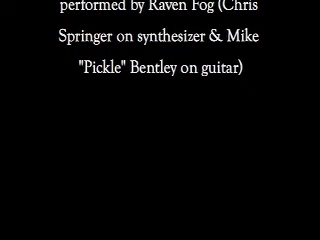 performed by Raven Fog (Chris
Springer on synthesizer & Mike
"Pickle" Bentley on guitar)